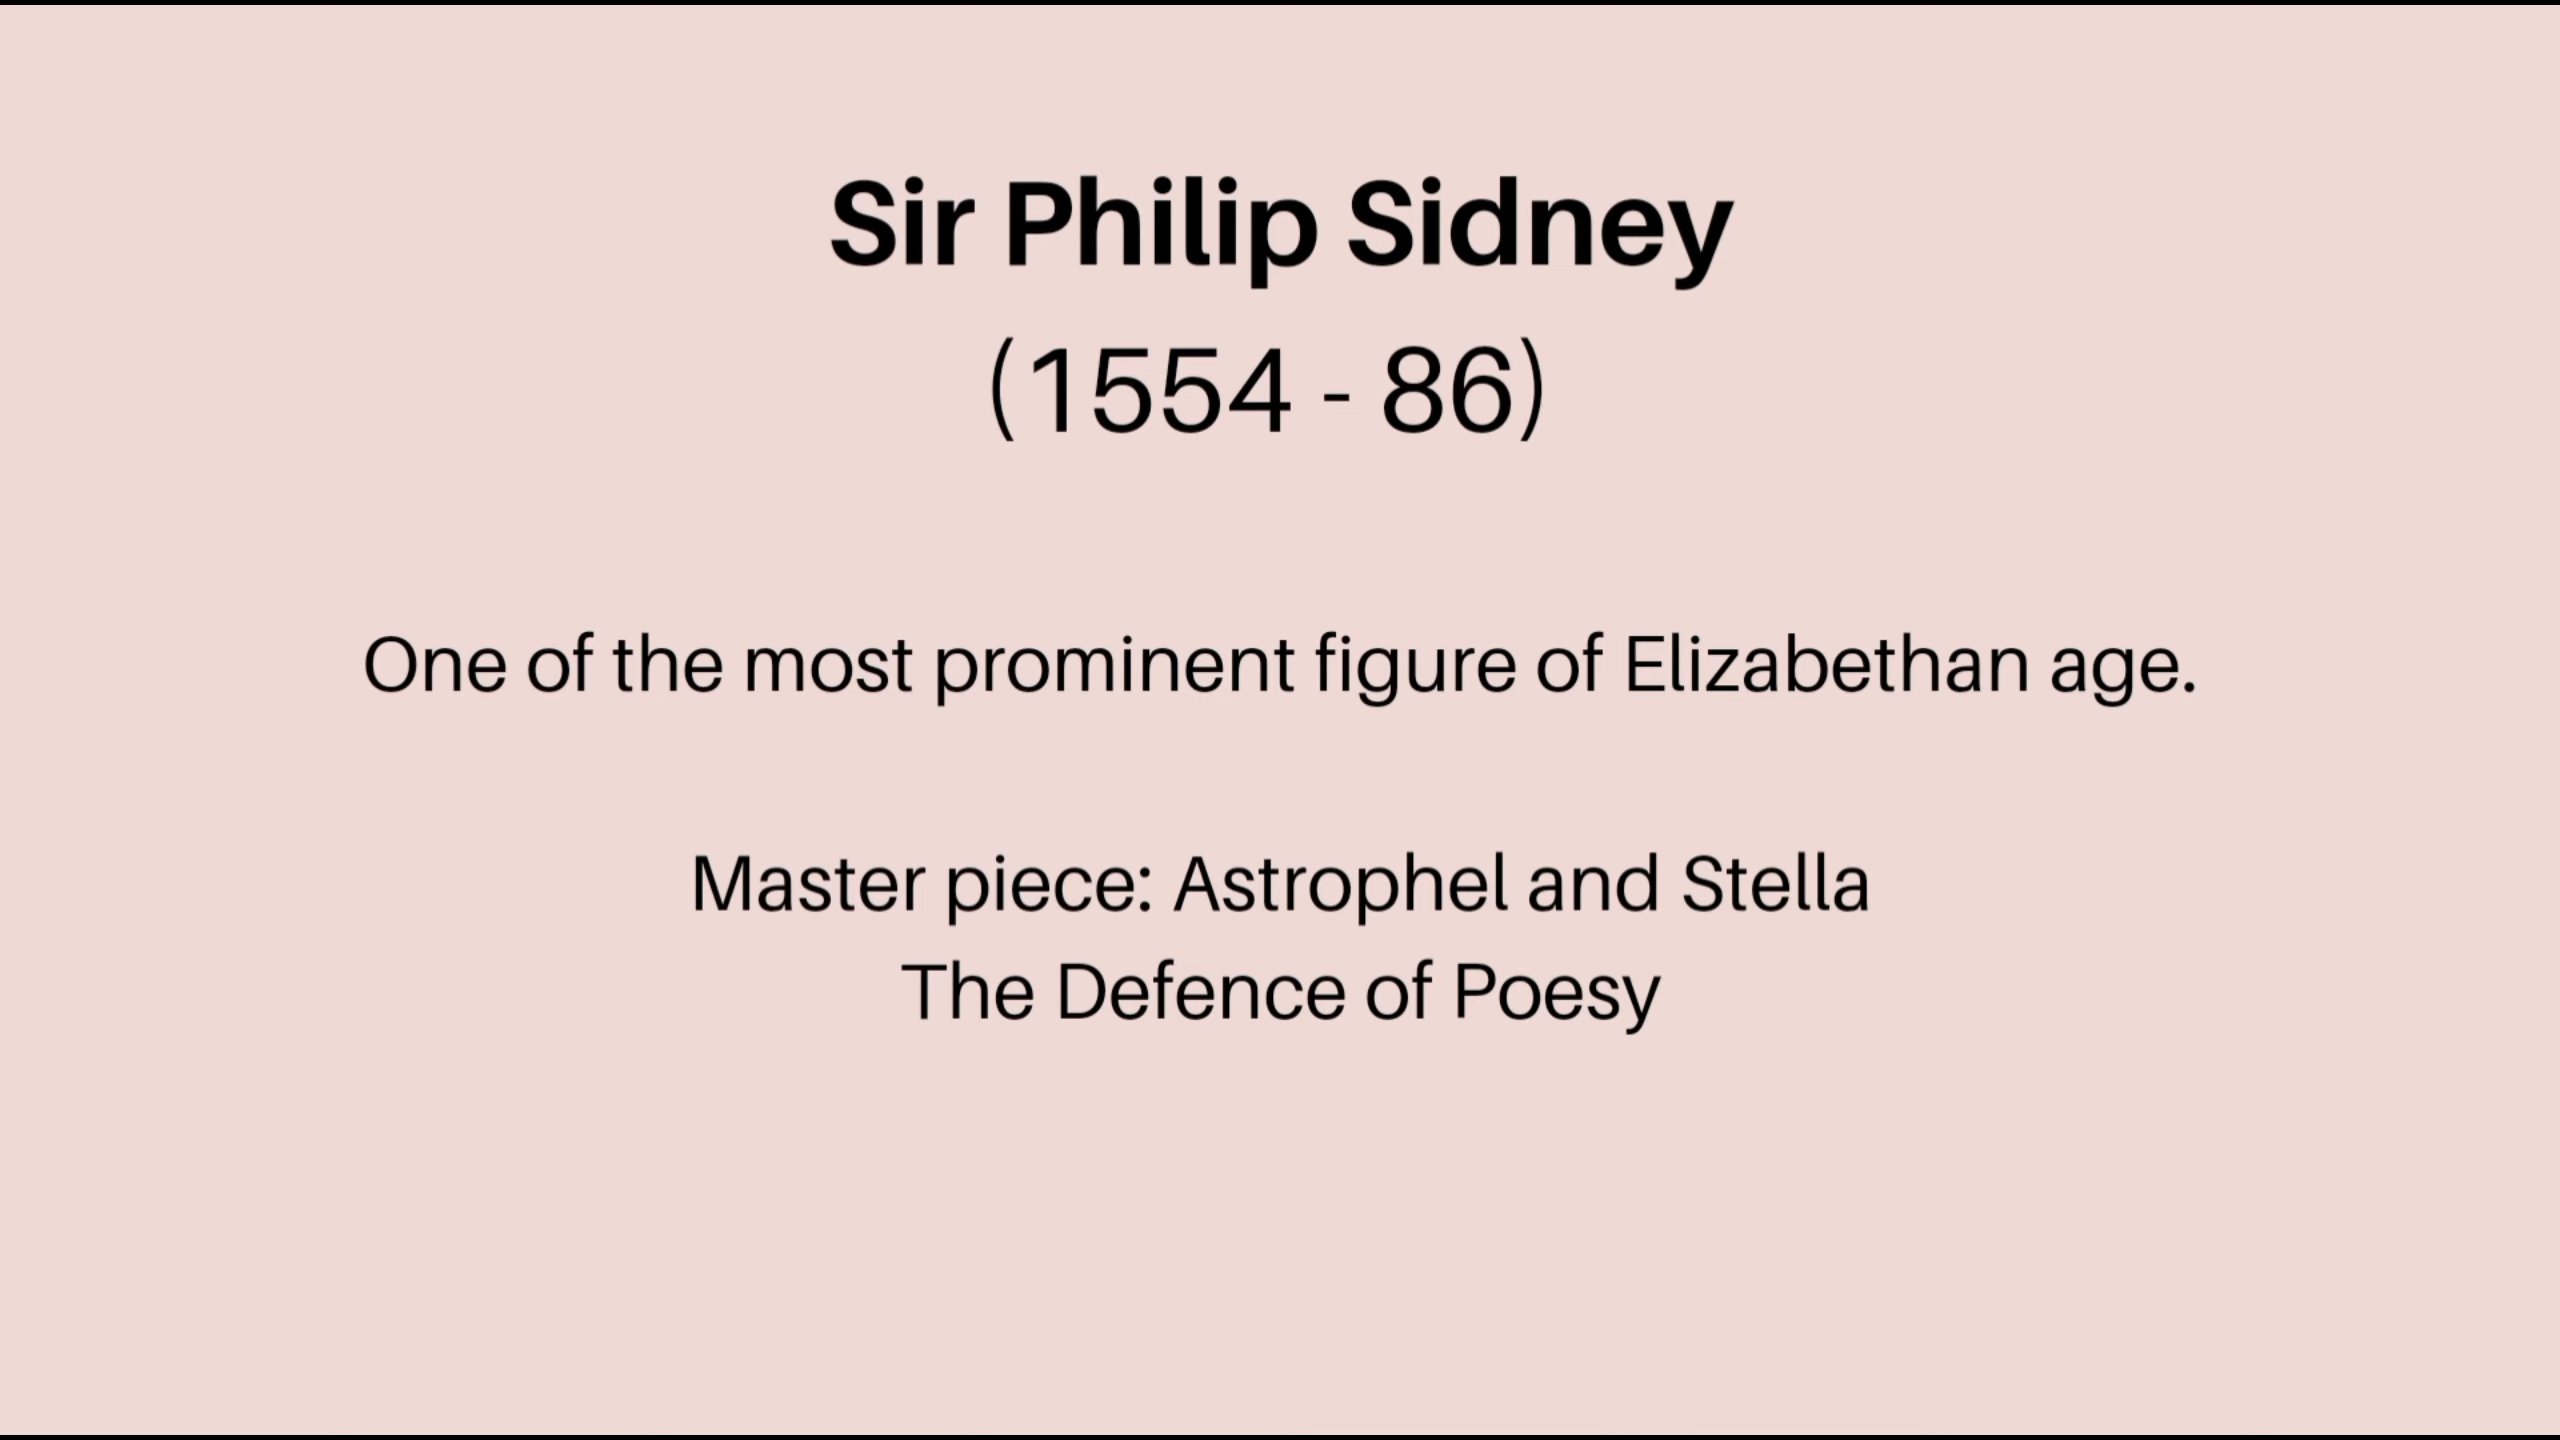 Sir Philip Sidney
(1554 - 86)
One of the most prominent figure of Elizabethan age.
Master piece: Astrophel and Stella
The Defence of Poesy